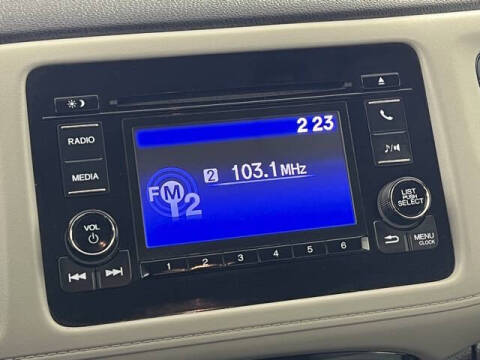 2 23
RADIO
MEDIA
2 103.1 MHz
FM
12
VOL
LIST
PUSH
SELECT
MENU
CLOCK
1 2 3 4 5 6